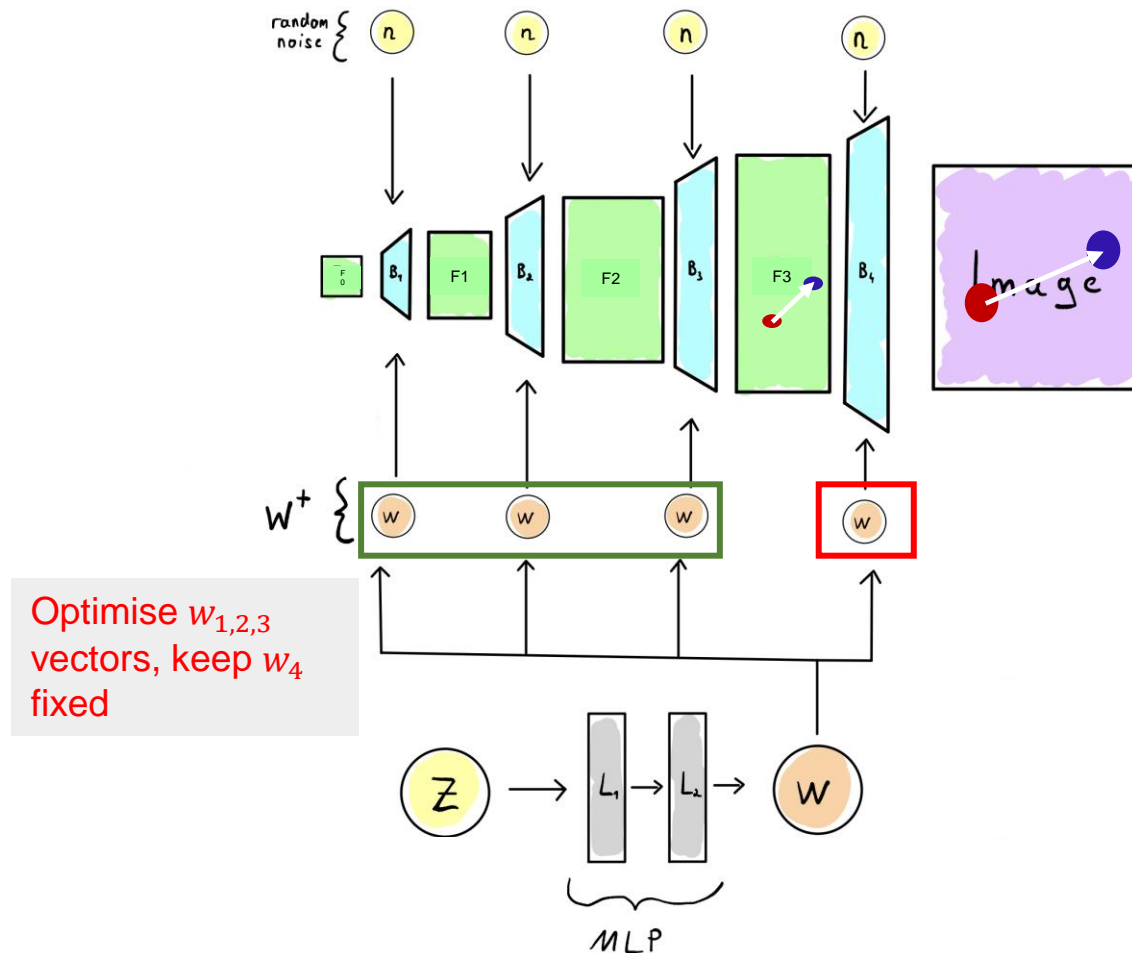 random
noise
n n n n
F
0
B₁ F1 B₂ F2 B₃ F3 B₄ Image
W⁺ w w w w
Optimise w₁,₂,₃
vectors, keep w₄
fixed
Z L₁ L₂ w
MLP